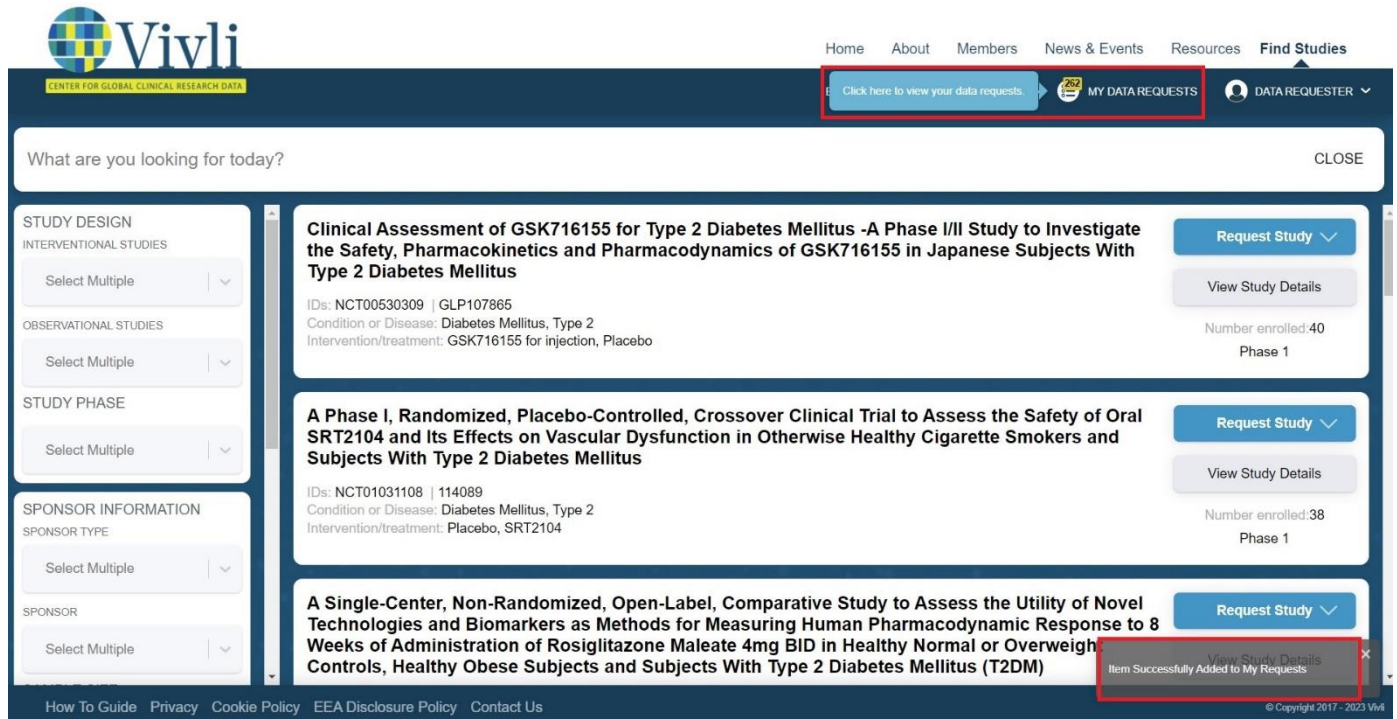 Vivli
CENTER FOR GLOBAL CLINICAL RESEARCH DATA
Home About Members News & Events Resources Find Studies
Click here to view your data requests.
262
MY DATA REQUESTS
DATA REQUESTER
What are you looking for today?
CLOSE
STUDY DESIGN
INTERVENTIONAL STUDIES
Select Multiple
OBSERVATIONAL STUDIES
Select Multiple
STUDY PHASE
Select Multiple
SPONSOR INFORMATION
SPONSOR TYPE
Select Multiple
SPONSOR
Select Multiple
Clinical Assessment of GSK716155 for Type 2 Diabetes Mellitus -A Phase I/II Study to Investigate
the Safety, Pharmacokinetics and Pharmacodynamics of GSK716155 in Japanese Subjects With
Type 2 Diabetes Mellitus
IDs: NCT00530309 | GLP107865
Condition or Disease: Diabetes Mellitus, Type 2
Intervention/treatment: GSK716155 for injection, Placebo
Request Study
View Study Details
Number enrolled:40
Phase 1
A Phase I, Randomized, Placebo-Controlled, Crossover Clinical Trial to Assess the Safety of Oral
SRT2104 and Its Effects on Vascular Dysfunction in Otherwise Healthy Cigarette Smokers and
Subjects With Type 2 Diabetes Mellitus
IDs: NCT01031108 | 114089
Condition or Disease: Diabetes Mellitus, Type 2
Intervention/treatment: Placebo, SRT2104
Request Study
View Study Details
Number enrolled:38
Phase 1
A Single-Center, Non-Randomized, Open-Label, Comparative Study to Assess the Utility of Novel
Technologies and Biomarkers as Methods for Measuring Human Pharmacodynamic Response to 8
Weeks of Administration of Rosiglitazone Maleate 4mg BID in Healthy Normal or Overweight
Controls, Healthy Obese Subjects and Subjects With Type 2 Diabetes Mellitus (T2DM)
Request Study
View Study Details
Item Successfully Added to My Requests
How To Guide Privacy Cookie Policy EEA Disclosure Policy Contact Us
© Copyright 2017 - 2023 Vivli